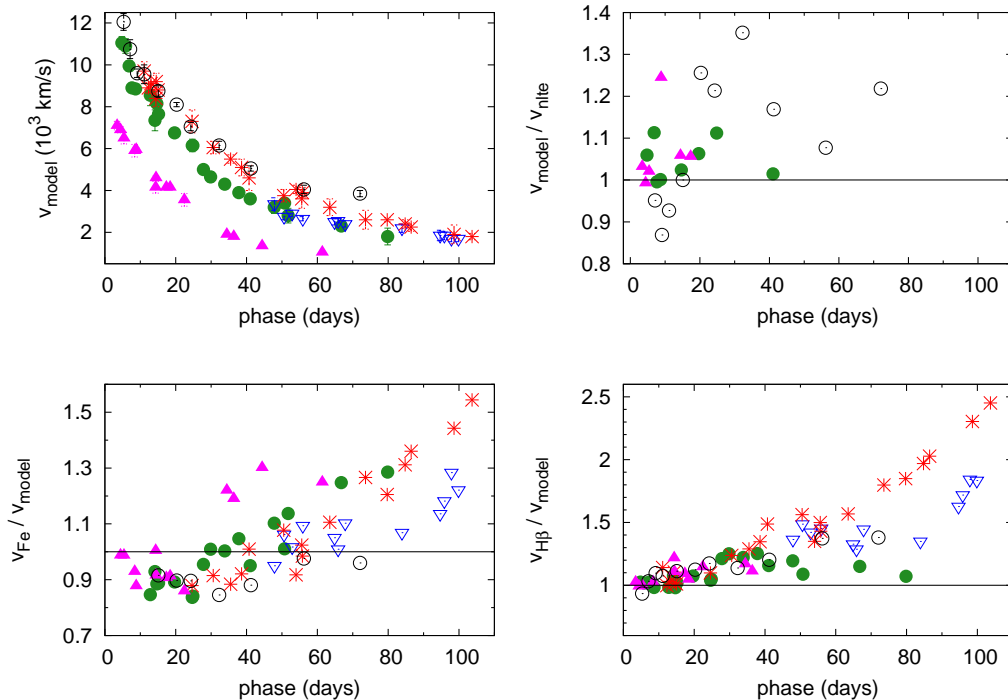 12
10
8
6
4
2
v_model (10^3 km/s)
0 20 40 60 80 100
phase (days)
1.4
1.3
1.2
1.1
1
0.9
0.8
v_model / v_nlte
0 20 40 60 80 100
phase (days)
1.5
1.3
1.1
0.9
0.7
v_Fe / v_model
0 20 40 60 80 100
phase (days)
2.5
2
1.5
1
0.5
v_Hβ / v_model
0 20 40 60 80 100
phase (days)